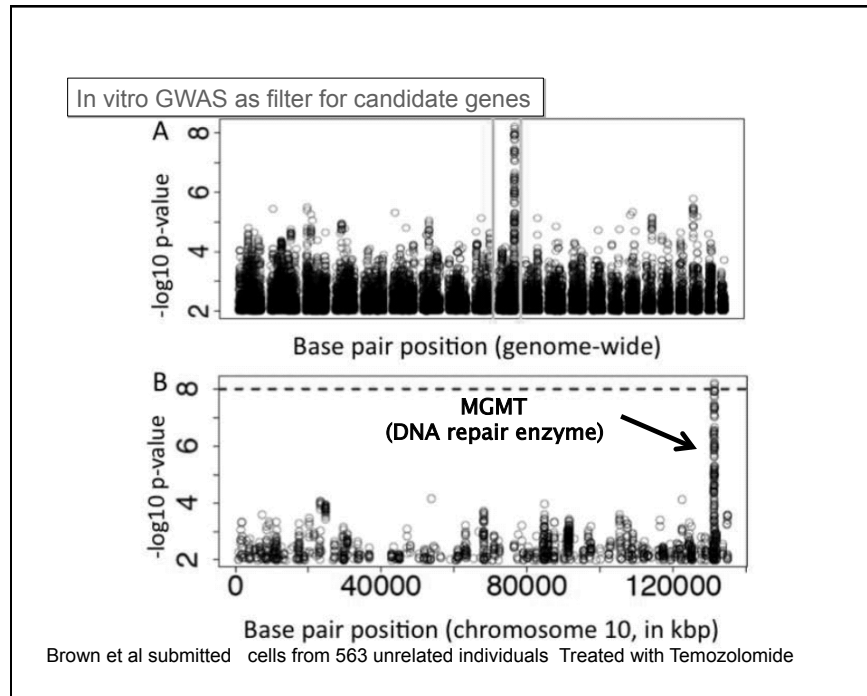 In vitro GWAS as filter for candidate genes
A
8
6
4
2
-log10 p-value
Base pair position (genome-wide)
B
8
6
4
2
-log10 p-value
MGMT
(DNA repair enzyme)
0 40000 80000 120000
Base pair position (chromosome 10, in kbp)
Brown et al submitted cells from 563 unrelated individuals Treated with Temozolomide